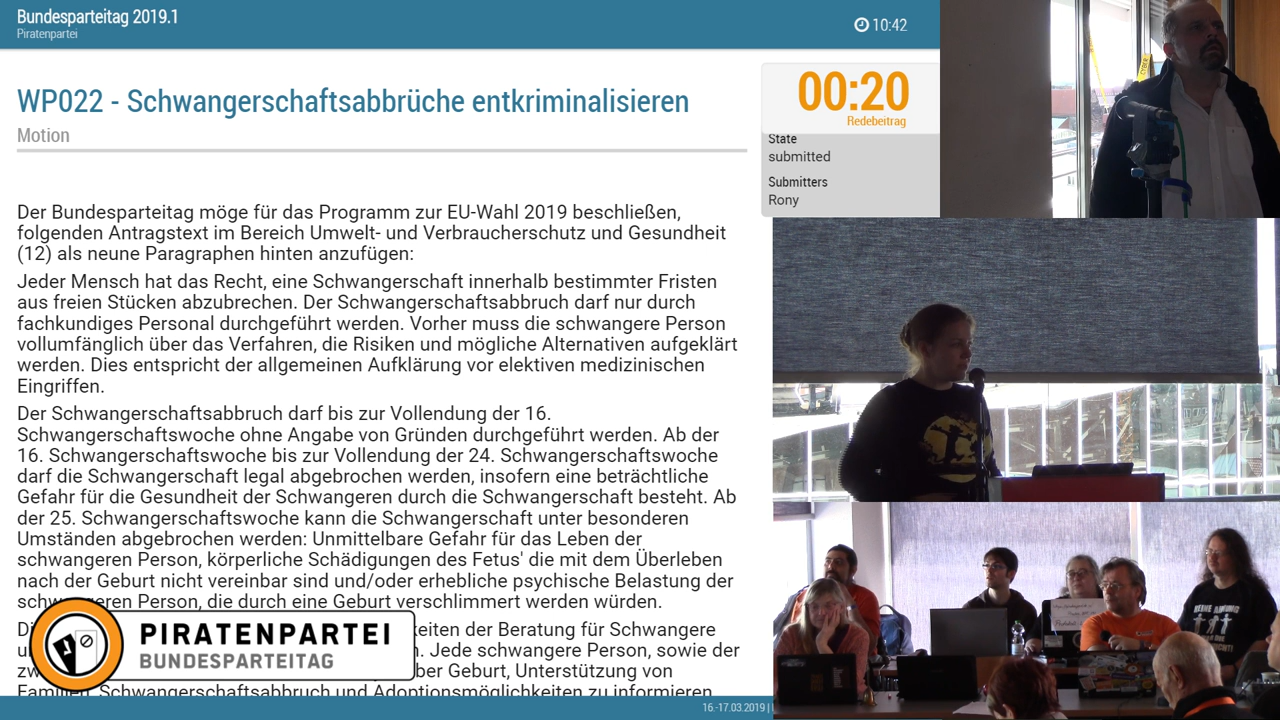 Bundesparteitag 2019.1
Piratenpartei
10:42
WP022 - Schwangerschaftsabbrüche entkriminalisieren
Motion
00:20
Redebeitrag
State
submitted
Submitters
Rony
Der Bundesparteitag möge für das Programm zur EU-Wahl 2019 beschließen,
folgenden Antragstext im Bereich Umwelt- und Verbraucherschutz und Gesundheit
(12) als neune Paragraphen hinten anzufügen:
Jeder Mensch hat das Recht, eine Schwangerschaft innerhalb bestimmter Fristen
aus freien Stücken abzubrechen. Der Schwangerschaftsabbruch darf nur durch
fachkundiges Personal durchgeführt werden. Vorher muss die schwangere Person
vollumfänglich über das Verfahren, die Risiken und mögliche Alternativen aufgeklärt
werden. Dies entspricht der allgemeinen Aufklärung vor elektiven medizinischen
Eingriffen.
Der Schwangerschaftsabbruch darf bis zur Vollendung der 16.
Schwangerschaftswoche ohne Angabe von Gründen durchgeführt werden. Ab der
16. Schwangerschaftswoche bis zur Vollendung der 24. Schwangerschaftswoche
darf die Schwangerschaft legal abgebrochen werden, insofern eine beträchtliche
Gefahr für die Gesundheit der Schwangeren durch die Schwangerschaft besteht. Ab
der 25. Schwangerschaftswoche kann die Schwangerschaft unter besonderen
Umständen abgebrochen werden: Unmittelbare Gefahr für das Leben der
schwangeren Person, körperliche Schädigungen des Fetus' die mit dem Überleben
nach der Geburt nicht vereinbar sind und/oder erhebliche psychische Belastung der
schwangeren Person, die durch eine Geburt verschlimmert werden würden.
keiten der Beratung für Schwangere
Jede schwangere Person, sowie der
ber Geburt, Unterstützung von
Familien, Schwangerschaftsabbruch und Adoptionsmöglichkeiten zu informieren
PIRATENPARTEI
BUNDESPARTEITAG
16.-17.03.2019 |
CYBER